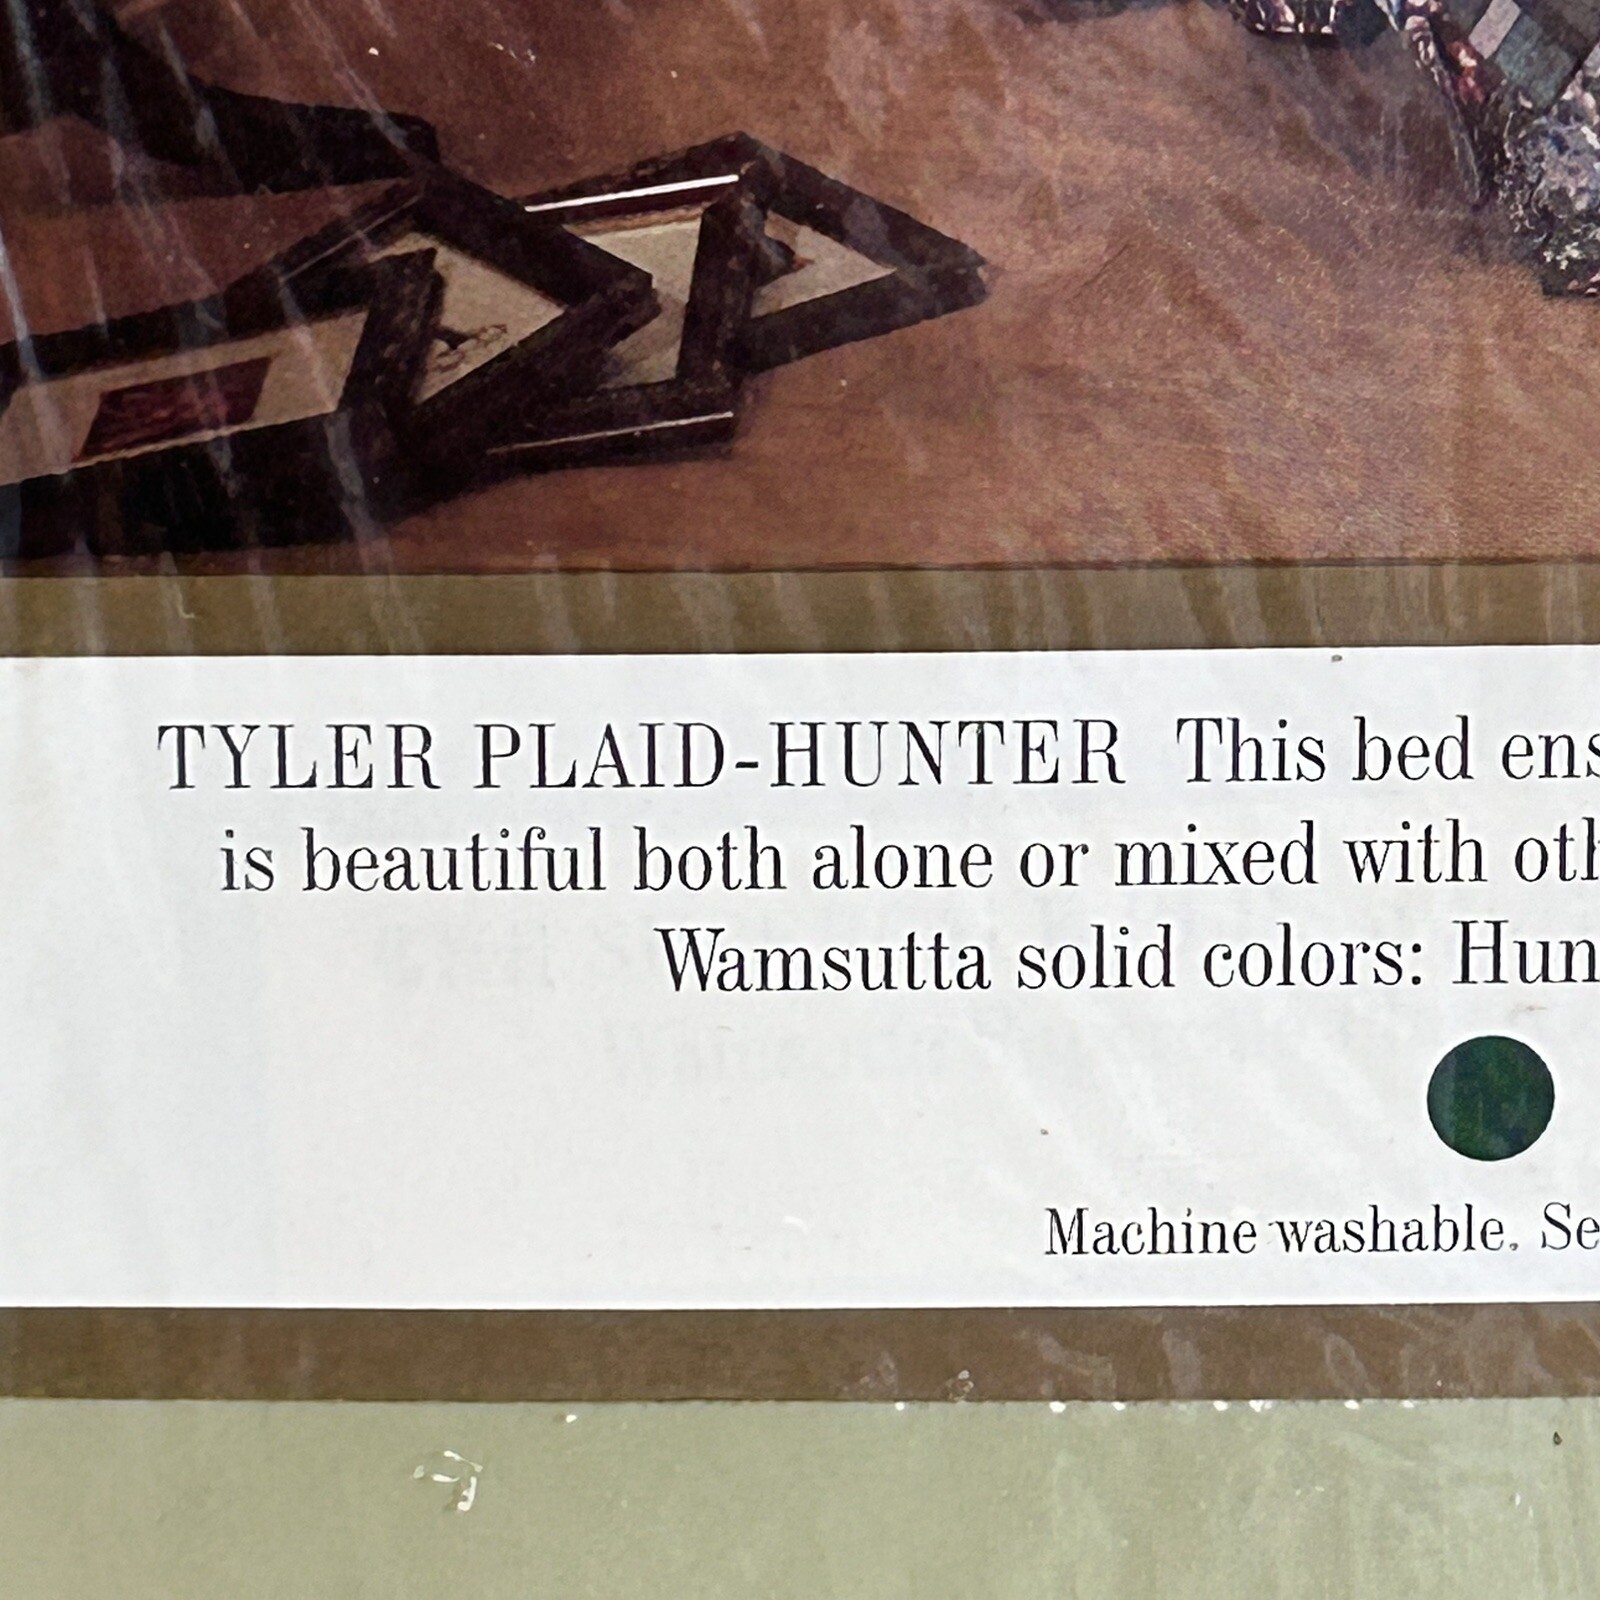 TYLER PLAID-HUNTER This bed ens
is beautiful both alone or mixed with oth
Wamsutta solid colors: Hun
Machine washable. Se